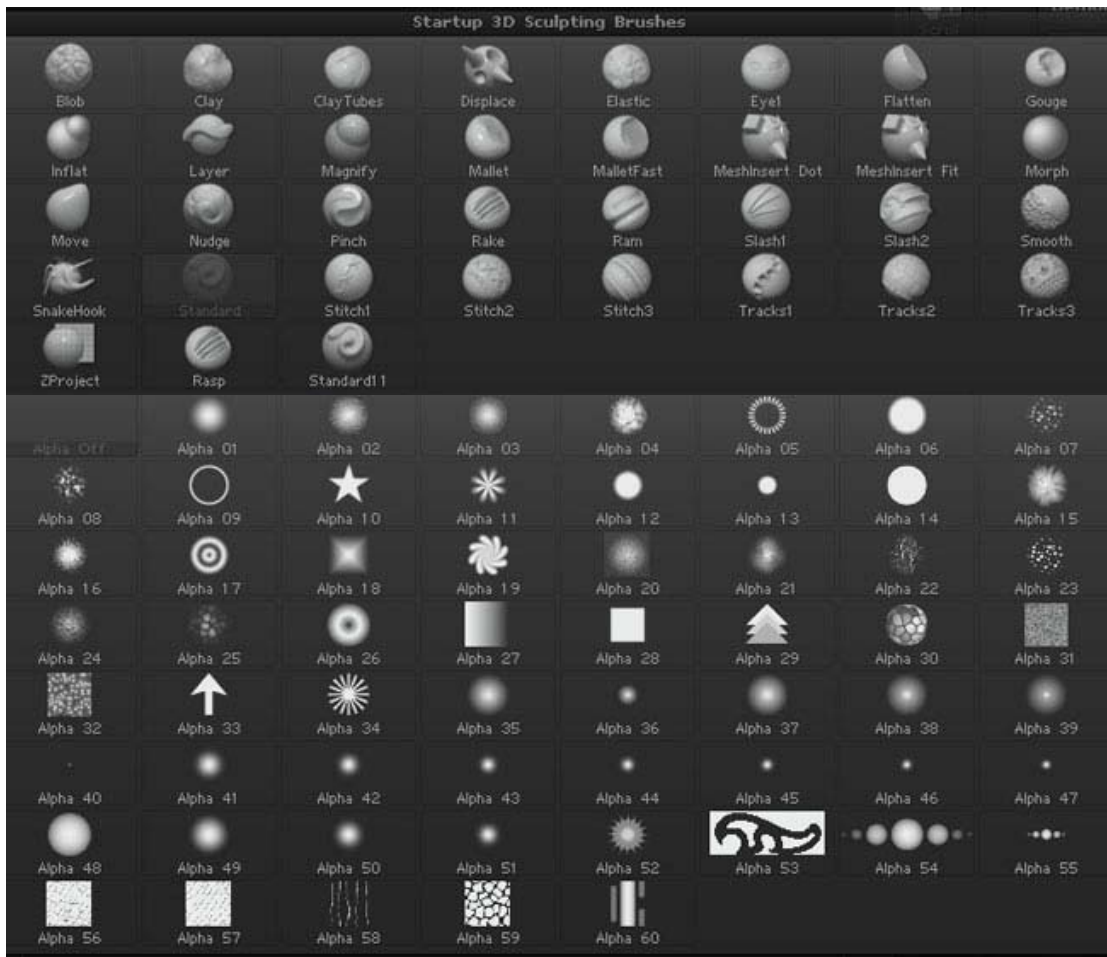 Startup 3D Sculpting Brushes
Blob Clay ClayTubes Displace Elastic Eye1 Flatten Gouge
Inflat Layer Magnify Mallet MalletFast MeshInsert Dot MeshInsert Fit Morph
Move Nudge Pinch Rake Ram Slash1 Slash2 Smooth
SnakeHook Standard Stitch1 Stitch2 Stitch3 Tracks1 Tracks2 Tracks3
ZProject Rasp Standard11
Alpha Off Alpha 01 Alpha 02 Alpha 03 Alpha 04 Alpha 05 Alpha 06 Alpha 07
Alpha 08 Alpha 09 Alpha 10 Alpha 11 Alpha 12 Alpha 13 Alpha 14 Alpha 15
Alpha 16 Alpha 17 Alpha 18 Alpha 19 Alpha 20 Alpha 21 Alpha 22 Alpha 23
Alpha 24 Alpha 25 Alpha 26 Alpha 27 Alpha 28 Alpha 29 Alpha 30 Alpha 31
Alpha 32 Alpha 33 Alpha 34 Alpha 35 Alpha 36 Alpha 37 Alpha 38 Alpha 39
Alpha 40 Alpha 41 Alpha 42 Alpha 43 Alpha 44 Alpha 45 Alpha 46 Alpha 47
Alpha 48 Alpha 49 Alpha 50 Alpha 51 Alpha 52 Alpha 53 Alpha 54 Alpha 55
Alpha 56 Alpha 57 Alpha 58 Alpha 59 Alpha 60